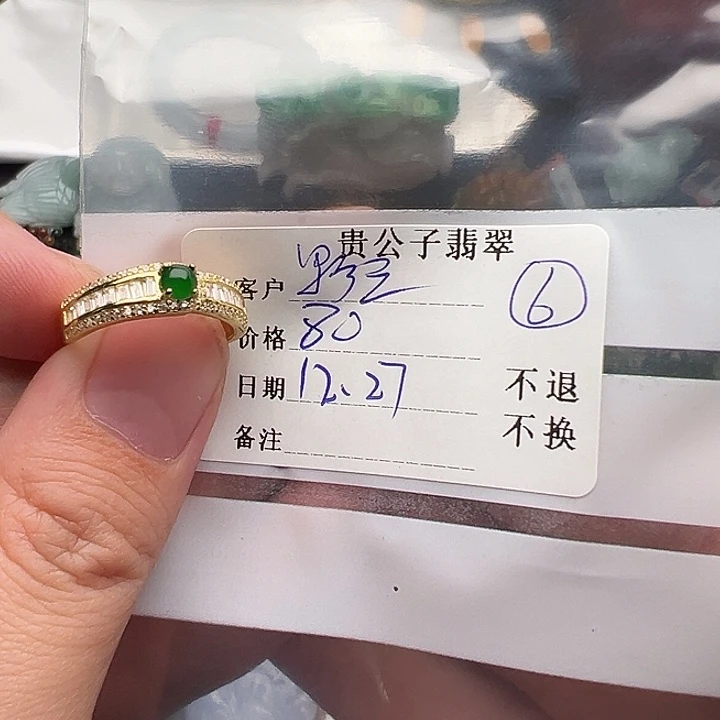 贵公子翡翠
客户
⑥
价格 80
日期 12.27
不退
不换
备注